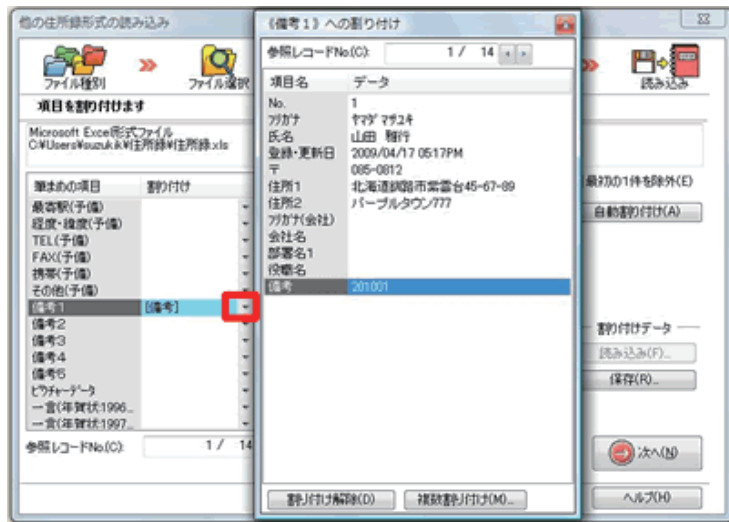 他の住所録形式の読み込み
ファイル種別
ファイル選択
読み込み
項目を割り付けます
Microsoft Excel形式ファイル
C:¥Users¥suzuki.k¥住所録¥住所録.xls
最初の1件を除外(E)
自動割り付け(A)
筆まめの項目 割り付け
最寄駅(予備)
経度・緯度(予備)
TEL(予備)
FAX(予備)
携帯(予備)
その他(予備)
備考1 [備考]
備考2
備考3
備考4
備考5
ピクチャーデータ
一言(年賀状:1996...
一言(年賀状:1997...
参照レコードNo.(C): 1 / 14
割り付けデータ
読み込み(F)...
保存(R)...
次へ(N)
ヘルプ(H)
《備考1》への割り付け
参照レコードNo.(C): 1 / 14
項目名 データ
No. 1
フリガナ ヤマダ マサユキ
氏名 山田 雅行
登録・更新日 2009/04/17 05:17PM
〒 085-0812
住所1 北海道釧路市紫雲台45-67-89
住所2 パープルタウン777
フリガナ(会社)
会社名
部署名1
役職名
備考 201001
割り付け解除(D)
複数割り付け(M)...